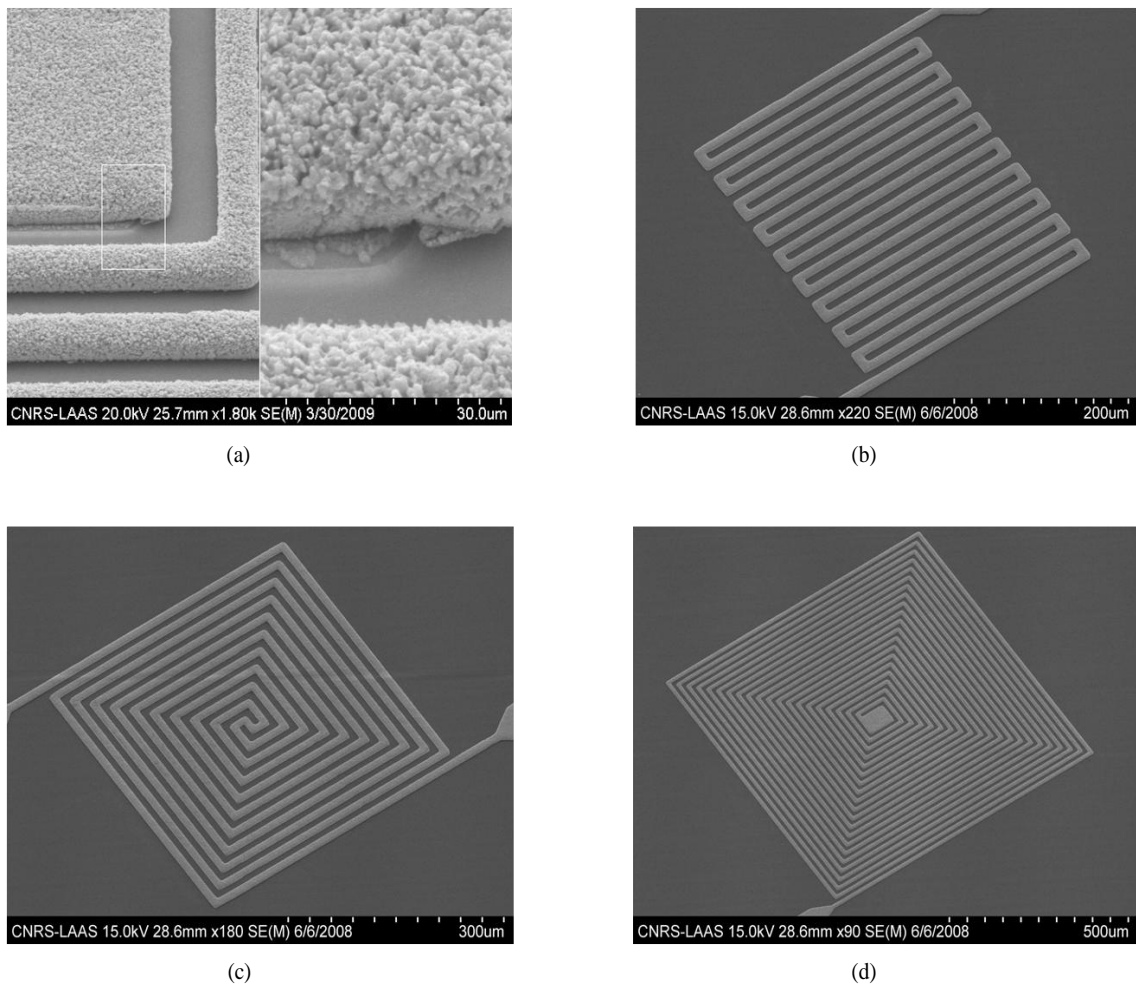 CNRS-LAAS 20.0kV 25.7mm x1.80k SE(M) 3/30/2009 30.0um
(a)
CNRS-LAAS 15.0kV 28.6mm x220 SE(M) 6/6/2008 200um
(b)
CNRS-LAAS 15.0kV 28.6mm x180 SE(M) 6/6/2008 300um
(c)
CNRS-LAAS 15.0kV 28.6mm x90 SE(M) 6/6/2008 500um
(d)